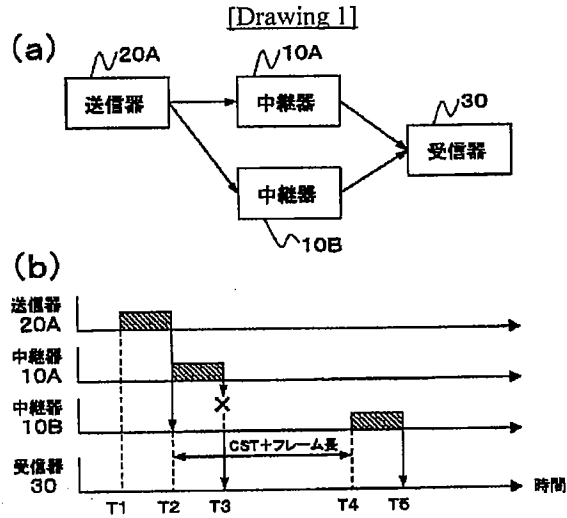 [Drawing 1]
(a)
20A
送信器
10A
中継器
30
受信器
中継器
10B
(b)
送信器
20A
中継器
10A
中継器
10B
CST+フレーム長
受信器
30
T1 T2 T3 T4 T5
時間